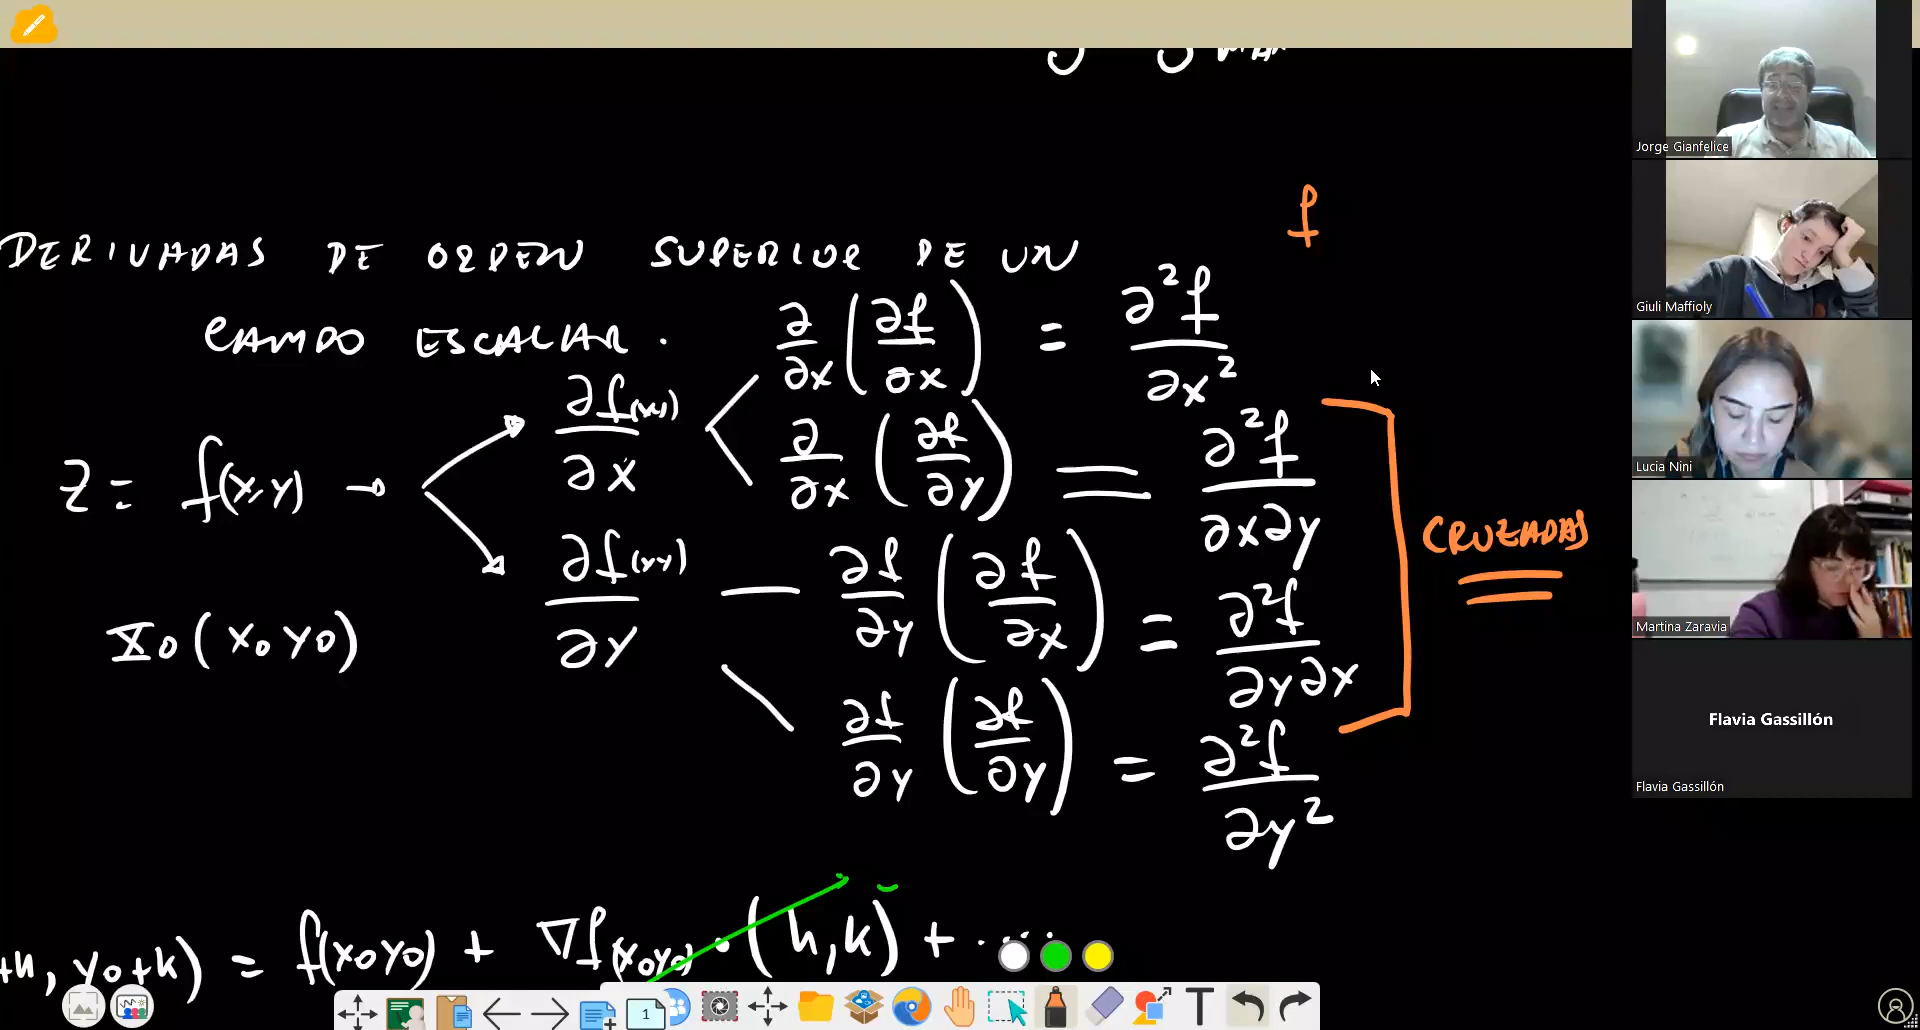 DERIVADAS DE ORDEN SUPERIOR DE UN
CAMPO ESCALAR.
f
∂/∂x (∂f/∂x) = ∂²f/∂x²
∂f(x,y)/∂x
∂/∂x (∂f/∂y) = ∂²f/∂x∂y
Z = f(x,y) →
CRUZADAS
∂f(x,y)/∂y
∂f/∂y (∂f/∂x) = ∂²f/∂y∂x
X0 (x0 y0)
∂f/∂y (∂f/∂y) = ∂²f/∂y²
+h, y0+k) = f(x0y0) + ∇f(x0y0) · (h,k) + ....
1
T
Jorge Gianfelice
Giuli Maffioly
Lucia Nini
Martina Zaravia
Flavia Gassillón
Flavia Gassillón